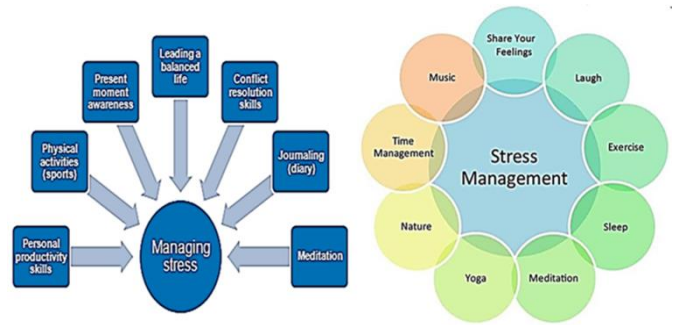 Leading a
balanced
life
Present
moment
awareness
Conflict
resolution
skills
Physical
activities
(sports)
Journaling
(diary)
Personal
productivity
skills
Managing
stress
Meditation
Share Your
Feelings
Music
Laugh
Time
Management
Exercise
Stress
Management
Nature
Sleep
Yoga
Meditation